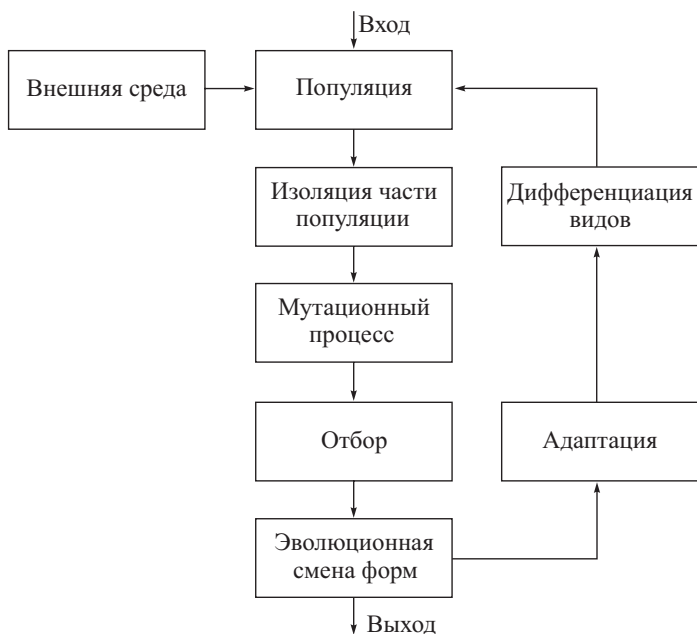 Вход
Внешняя среда
Популяция
Изоляция части
популяции
Дифференциация
видов
Мутационный
процесс
Отбор
Адаптация
Эволюционная
смена форм
Выход